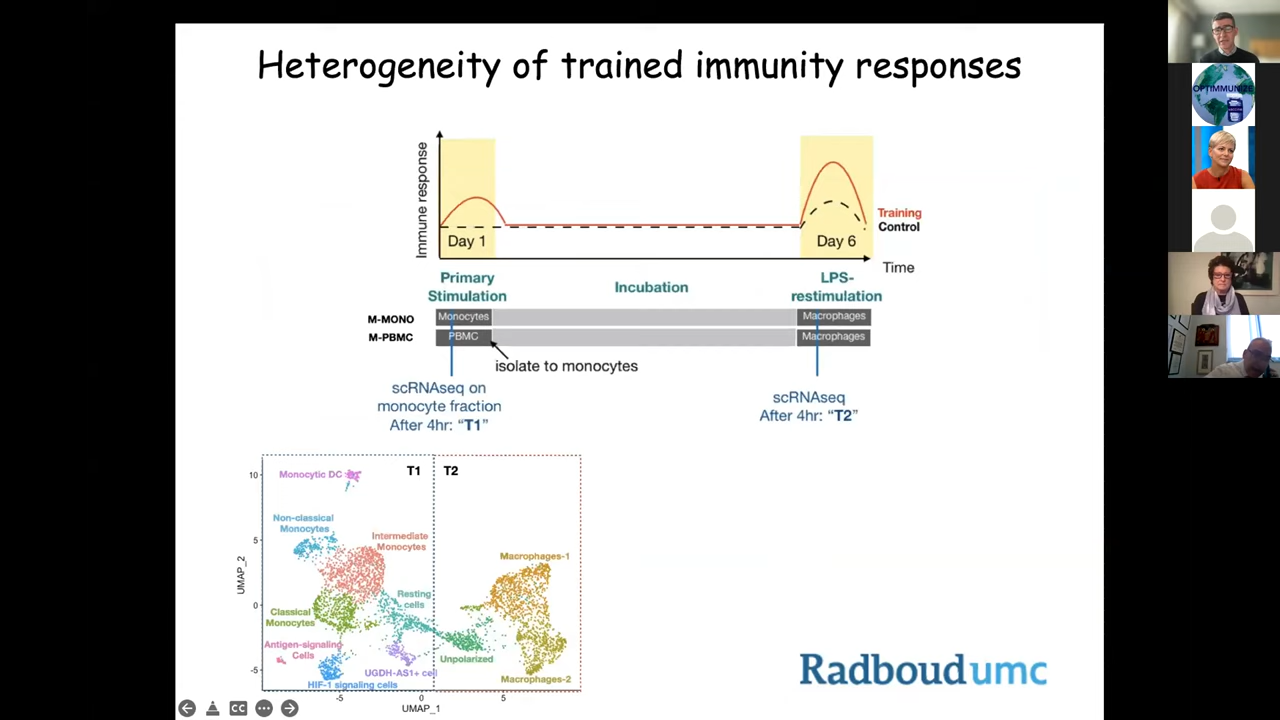 Heterogeneity of trained immunity responses
Immune response
Day 1
Day 6
Training
Control
Time
Primary
Stimulation
Incubation
LPS-
restimulation
M-MONO
Monocytes
Macrophages
M-PBMC
PBMC
Macrophages
isolate to monocytes
scRNAseq on
monocyte fraction
After 4hr: “T1”
scRNAseq
After 4hr: “T2”
T1
T2
Monocytic DC
Non-classical
Monocytes
Intermediate
Monocytes
Macrophages-1
Resting
cells
Classical
Monocytes
Antigen-signaling
Cells
Unpolarized
UGDH-AS1+ cell
Macrophages-2
HIF-1 signaling cells
10
5
0
-5
UMAP_2
-5
0
5
UMAP_1
Radboudumc
CC
OPTIMMUNIZE